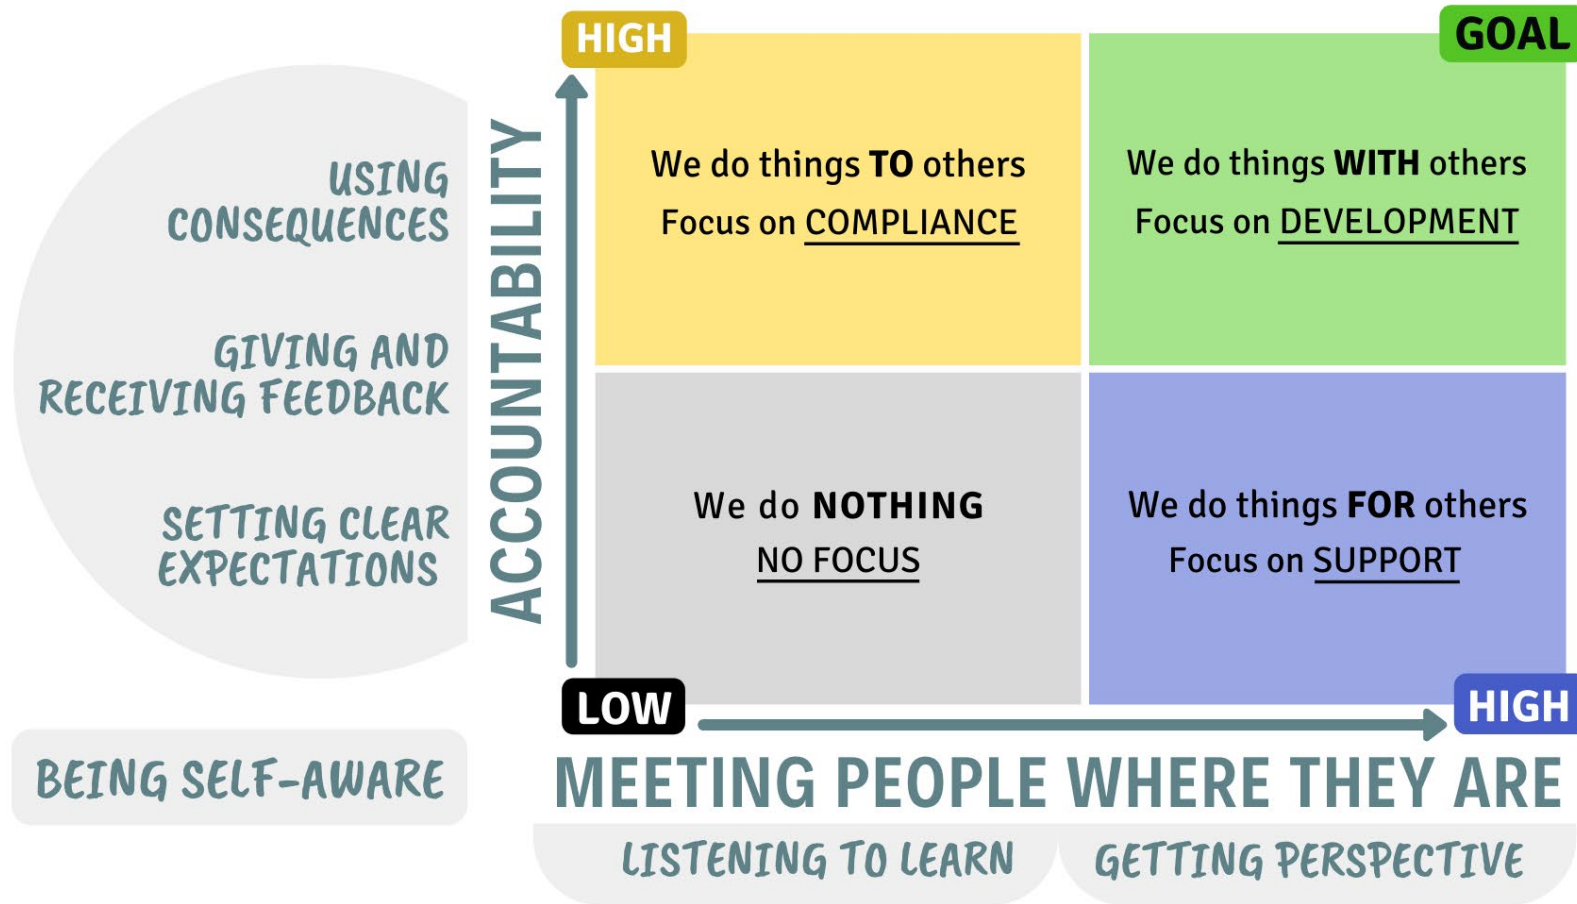 HIGH
GOAL
We do things TO others
Focus on COMPLIANCE
We do things WITH others
Focus on DEVELOPMENT
USING
CONSEQUENCES
GIVING AND
RECEIVING FEEDBACK
SETTING CLEAR
EXPECTATIONS
ACCOUNTABILITY
We do NOTHING
NO FOCUS
We do things FOR others
Focus on SUPPORT
LOW
HIGH
BEING SELF-AWARE
MEETING PEOPLE WHERE THEY ARE
LISTENING TO LEARN
GETTING PERSPECTIVE